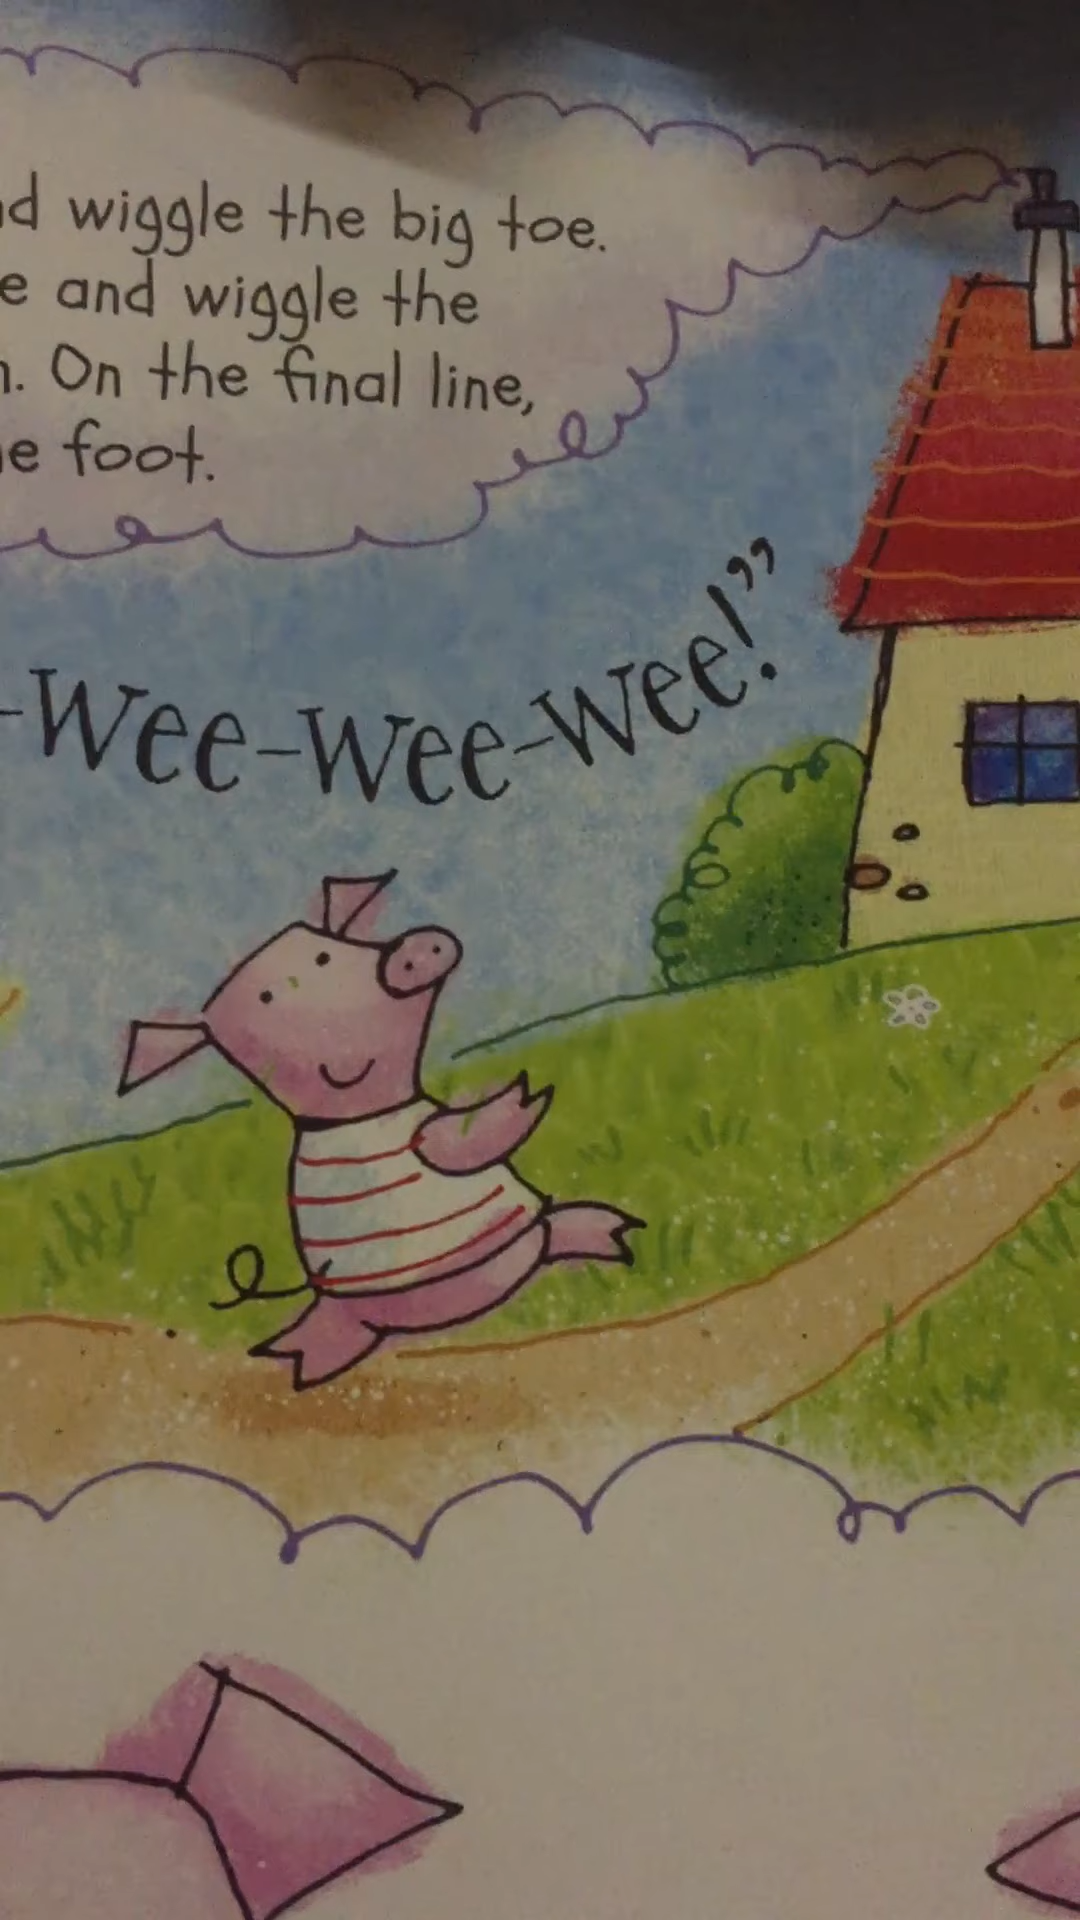 wiggle the big toe.
and wiggle the
On the final line,
foot.
-Wee-wee-wee!”